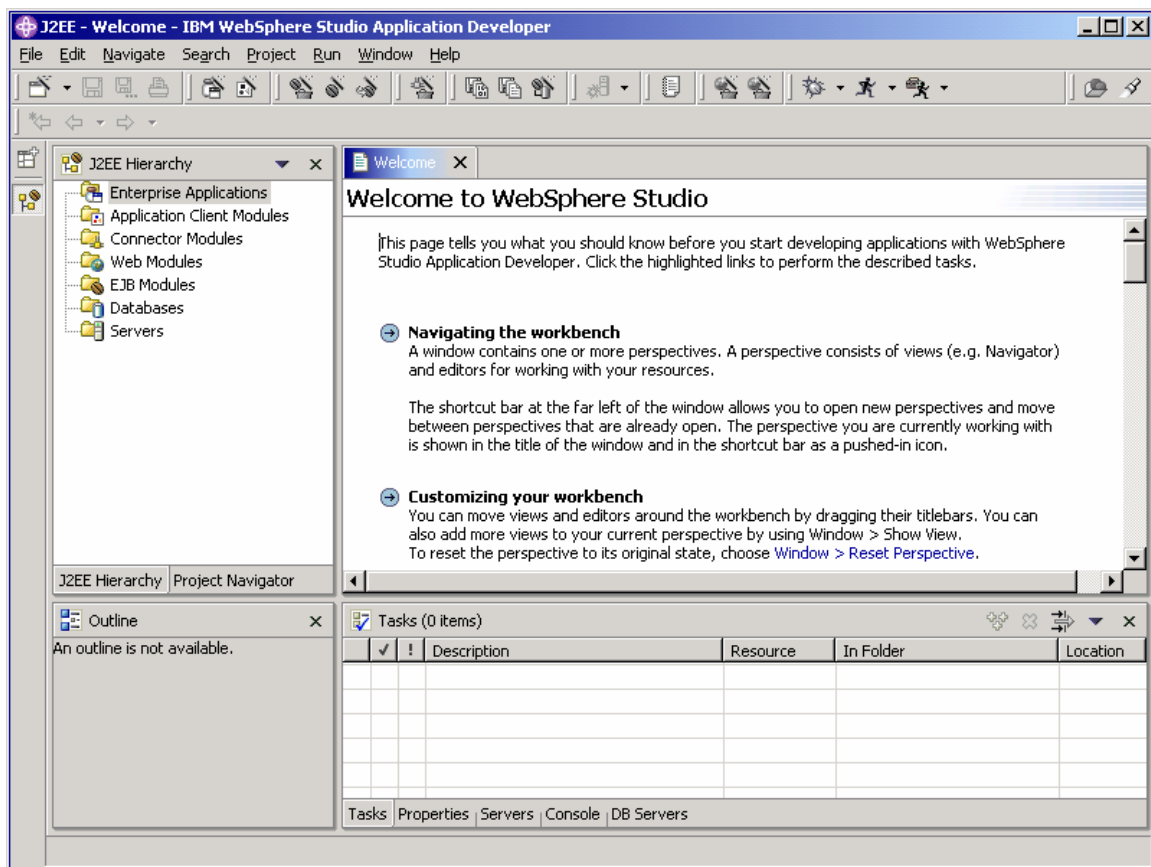 J2EE - Welcome - IBM WebSphere Studio Application Developer
File Edit Navigate Search Project Run Window Help
J2EE Hierarchy
Enterprise Applications
Application Client Modules
Connector Modules
Web Modules
EJB Modules
Databases
Servers
J2EE Hierarchy Project Navigator
Welcome
Welcome to WebSphere Studio
This page tells you what you should know before you start developing applications with WebSphere
Studio Application Developer. Click the highlighted links to perform the described tasks.
Navigating the workbench
A window contains one or more perspectives. A perspective consists of views (e.g. Navigator)
and editors for working with your resources.
The shortcut bar at the far left of the window allows you to open new perspectives and move
between perspectives that are already open. The perspective you are currently working with
is shown in the title of the window and in the shortcut bar as a pushed-in icon.
Customizing your workbench
You can move views and editors around the workbench by dragging their titlebars. You can
also add more views to your current perspective by using Window > Show View.
To reset the perspective to its original state, choose Window > Reset Perspective.
Outline
An outline is not available.
Tasks (0 items)
! Description Resource In Folder Location
Tasks Properties Servers Console DB Servers